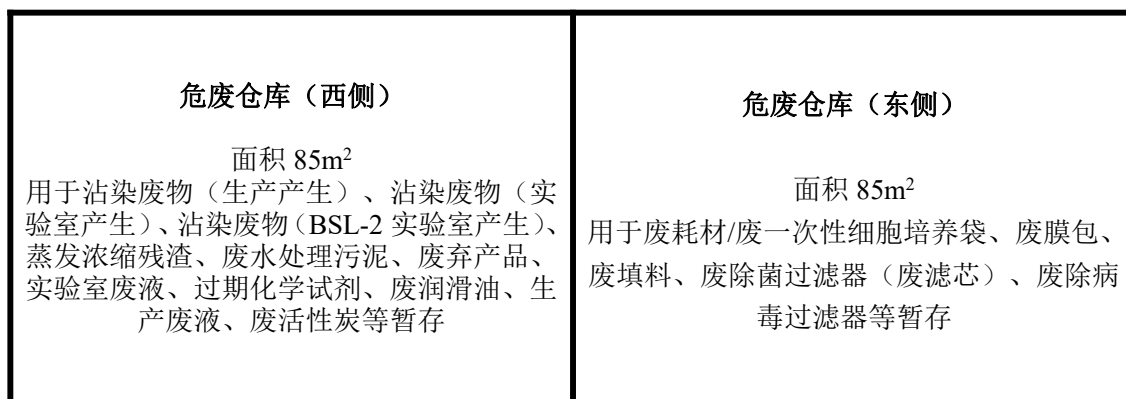 危废仓库（西侧）
面积 85m²
用于沾染废物（生产产生）、沾染废物（实
验室产生）、沾染废物（BSL-2 实验室产生）、
蒸发浓缩残渣、废水处理污泥、废弃产品、
实验室废液、过期化学试剂、废润滑油、生
产废液、废活性炭等暂存
危废仓库（东侧）
面积 85m²
用于废耗材/废一次性细胞培养袋、废膜包、
废填料、废除菌过滤器（废滤芯）、废除病
毒过滤器等暂存